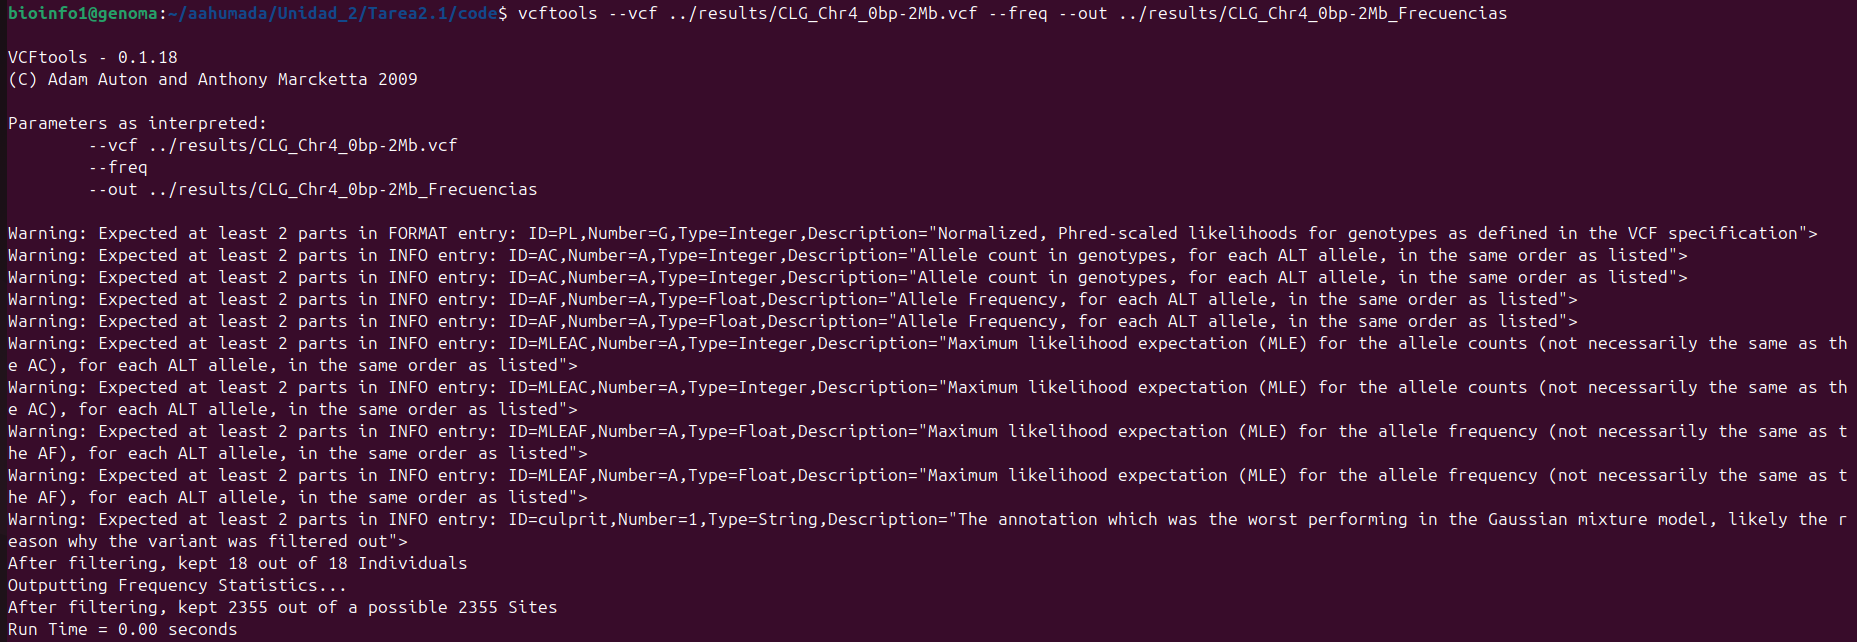 bioinfo1@genoma:~/aahumada/Unidad_2/Tarea2.1/code$ vcftools --vcf ../results/CLG_Chr4_0bp-2Mb.vcf --freq --out ../results/CLG_Chr4_0bp-2Mb_Frecuencias
VCFtools - 0.1.18
(C) Adam Auton and Anthony Marcketta 2009
Parameters as interpreted:
--vcf ../results/CLG_Chr4_0bp-2Mb.vcf
--freq
--out ../results/CLG_Chr4_0bp-2Mb_Frecuencias
Warning: Expected at least 2 parts in FORMAT entry: ID=PL,Number=G,Type=Integer,Description="Normalized, Phred-scaled likelihoods for genotypes as defined in the VCF specification">
Warning: Expected at least 2 parts in INFO entry: ID=AC,Number=A,Type=Integer,Description="Allele count in genotypes, for each ALT allele, in the same order as listed">
Warning: Expected at least 2 parts in INFO entry: ID=AC,Number=A,Type=Integer,Description="Allele count in genotypes, for each ALT allele, in the same order as listed">
Warning: Expected at least 2 parts in INFO entry: ID=AF,Number=A,Type=Float,Description="Allele Frequency, for each ALT allele, in the same order as listed">
Warning: Expected at least 2 parts in INFO entry: ID=AF,Number=A,Type=Float,Description="Allele Frequency, for each ALT allele, in the same order as listed">
Warning: Expected at least 2 parts in INFO entry: ID=MLEAC,Number=A,Type=Integer,Description="Maximum likelihood expectation (MLE) for the allele counts (not necessarily the same as th
e AC), for each ALT allele, in the same order as listed">
Warning: Expected at least 2 parts in INFO entry: ID=MLEAC,Number=A,Type=Integer,Description="Maximum likelihood expectation (MLE) for the allele counts (not necessarily the same as th
e AC), for each ALT allele, in the same order as listed">
Warning: Expected at least 2 parts in INFO entry: ID=MLEAF,Number=A,Type=Float,Description="Maximum likelihood expectation (MLE) for the allele frequency (not necessarily the same as t
he AF), for each ALT allele, in the same order as listed">
Warning: Expected at least 2 parts in INFO entry: ID=MLEAF,Number=A,Type=Float,Description="Maximum likelihood expectation (MLE) for the allele frequency (not necessarily the same as t
he AF), for each ALT allele, in the same order as listed">
Warning: Expected at least 2 parts in INFO entry: ID=culprit,Number=1,Type=String,Description="The annotation which was the worst performing in the Gaussian mixture model, likely the r
eason why the variant was filtered out">
After filtering, kept 18 out of 18 Individuals
Outputting Frequency Statistics...
After filtering, kept 2355 out of a possible 2355 Sites
Run Time = 0.00 seconds